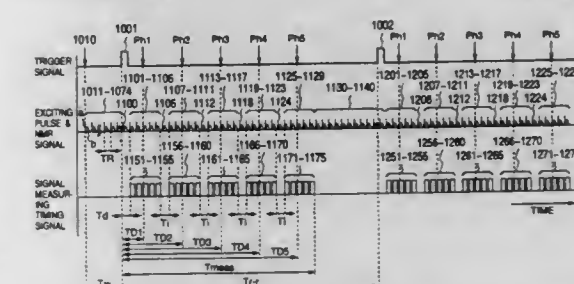 1001 1002
1010 Ph1 Ph2 Ph3 Ph4 Ph5 Ph1 Ph2 Ph3 Ph4 Ph5
TRIGGER SIGNAL
1101-1105 1113-1117 1125-1129 1201-1205 1213-1217
1107-1111 1119-1123 1130-1140 1207-1211 1219-1223
1011-1074 1100 1106 1112 1118 1124 1206 1212 1218 1224
EXCITING PULSE & NMR SIGNAL
a
b
TR
1156-1160 1166-1170 1256-1260 1266-1270
1151-1155 1161-1165 1171-1175 1251-1255 1261-1265
SIGNAL MEASUR-ING TIMING SIGNAL
Td Ti Ti Ti Ti TIME
TD1
TD2
TD3
TD4
TD5
Tmeas
Tr-r